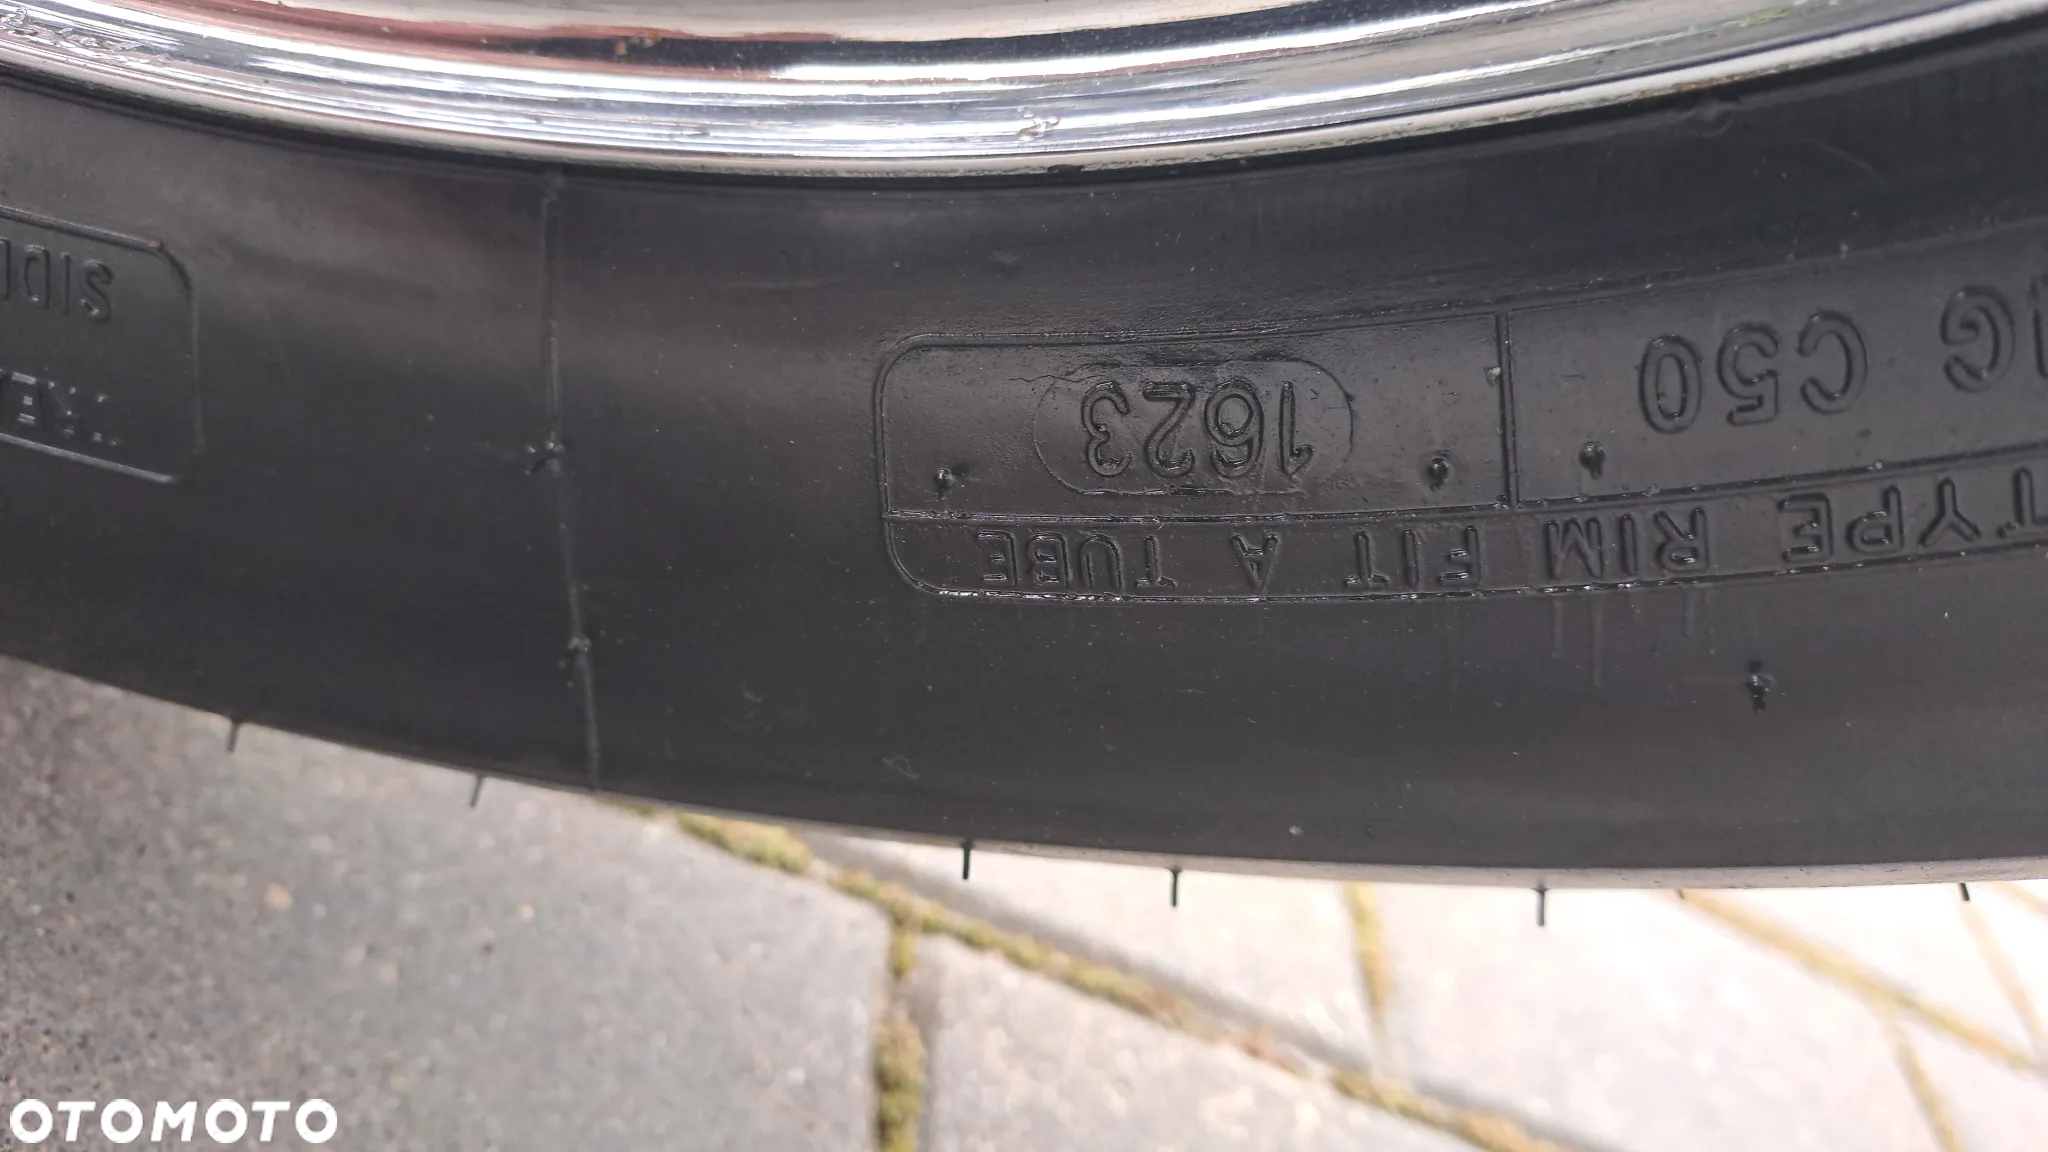 TYPE RIM FIT A TUBE
C50
1623
OTOMOTO